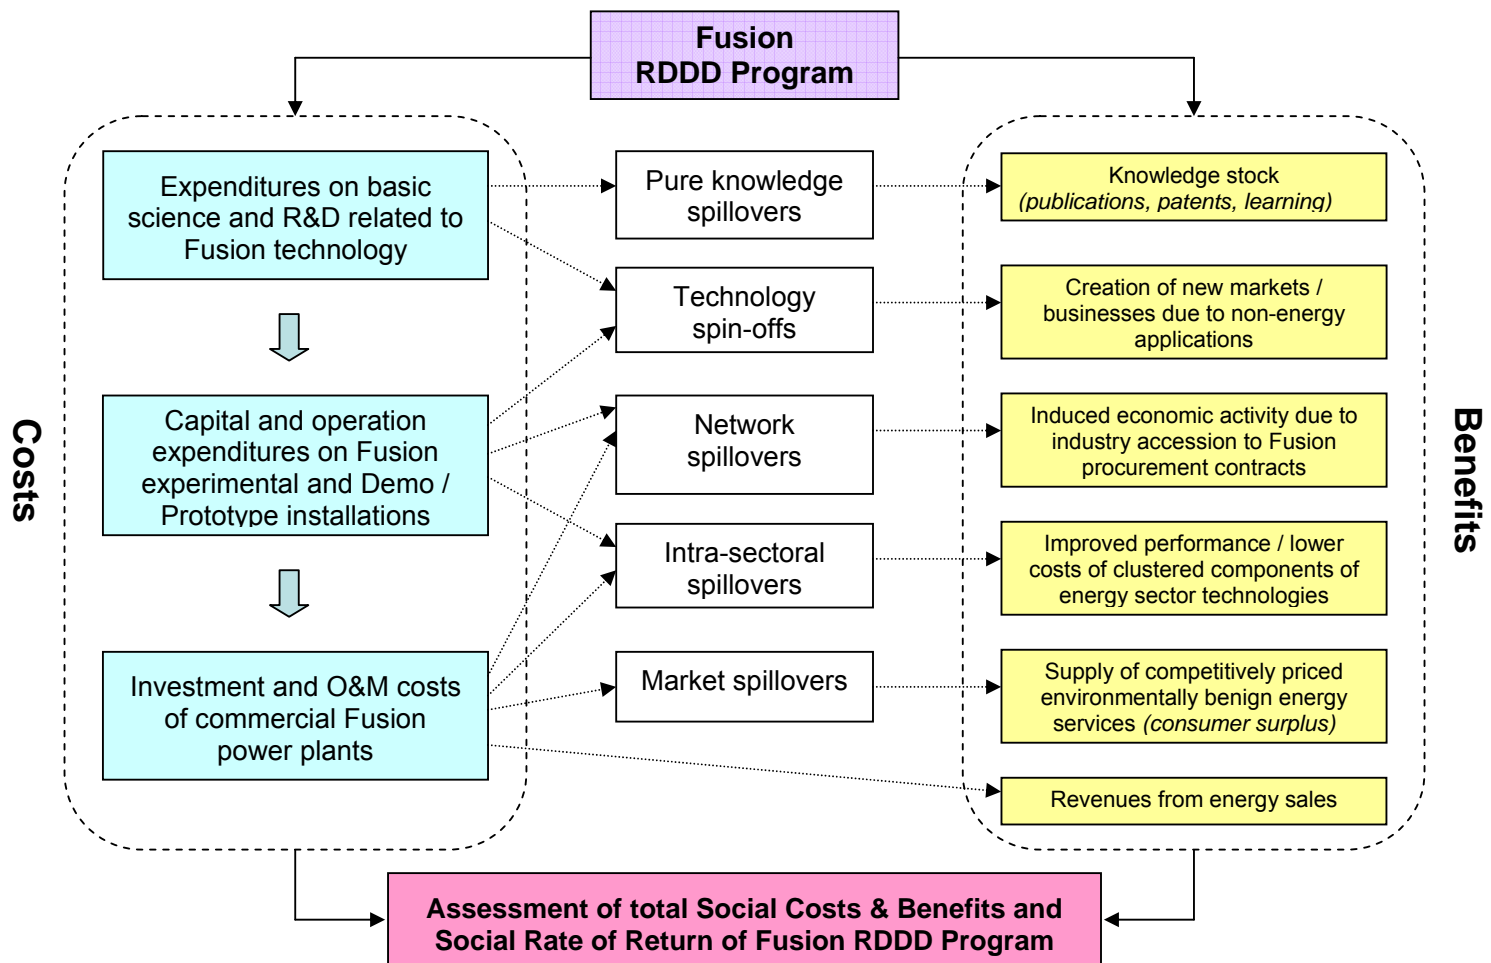 Fusion
RDDD Program
Costs
Expenditures on basic
science and R&D related to
Fusion technology
Capital and operation
expenditures on Fusion
experimental and Demo /
Prototype installations
Investment and O&M costs
of commercial Fusion
power plants
Pure knowledge
spillovers
Technology
spin-offs
Network
spillovers
Intra-sectoral
spillovers
Market spillovers
Knowledge stock
(publications, patents, learning)
Creation of new markets /
businesses due to non-energy
applications
Induced economic activity due to
industry accession to Fusion
procurement contracts
Improved performance / lower
costs of clustered components of
energy sector technologies
Supply of competitively priced
environmentally benign energy
services (consumer surplus)
Revenues from energy sales
Benefits
Assessment of total Social Costs & Benefits and
Social Rate of Return of Fusion RDDD Program